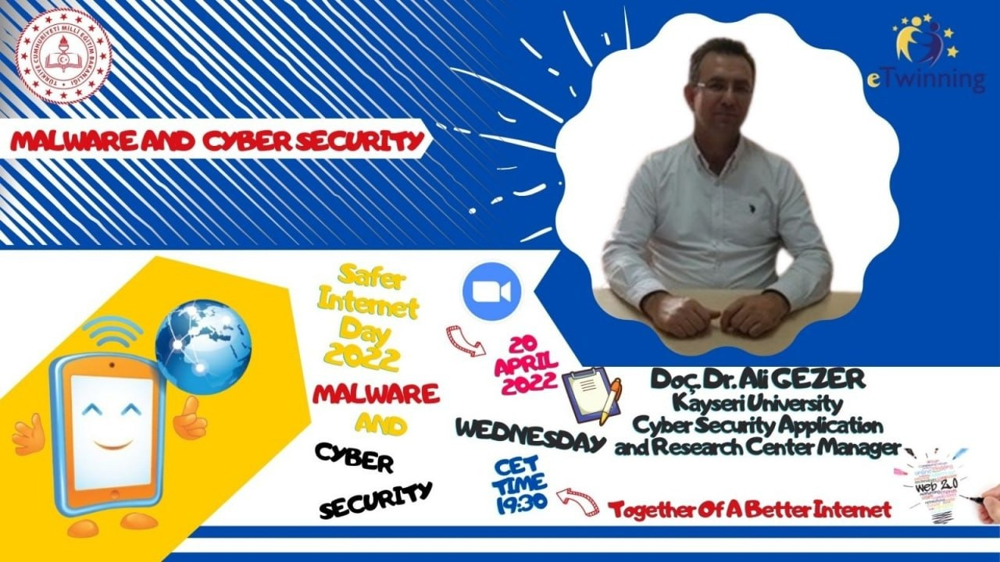 TÜRKİYE CUMHURİYETİ MİLLÎ EĞİTİM BAKANLIĞI
eTwinning
MALWARE AND CYBER SECURITY
Safer
Internet
Day
2022
MALWARE
AND
CYBER
SECURITY
20
APRIL
2022
WEDNESDAY
CET
TIME
19:30
Doç. Dr. Ali GEZER
Kayseri University
Cyber Security Application
and Research Center Manager
Together Of A Better Internet
web 2.0